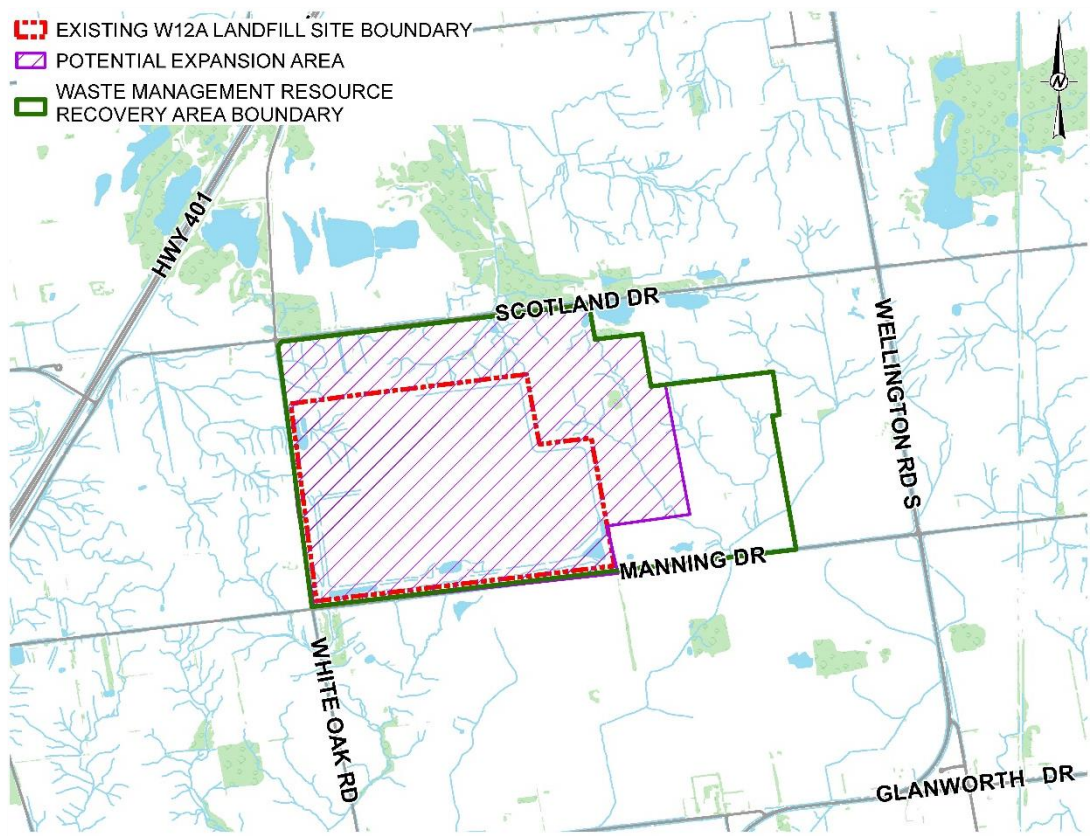 EXISTING W12A LANDFILL SITE BOUNDARY
POTENTIAL EXPANSION AREA
WASTE MANAGEMENT RESOURCE
RECOVERY AREA BOUNDARY
N
HWY 401
SCOTLAND DR
WELLINGTON RD S
MANNING DR
WHITE OAK RD
GLANWORTH DR